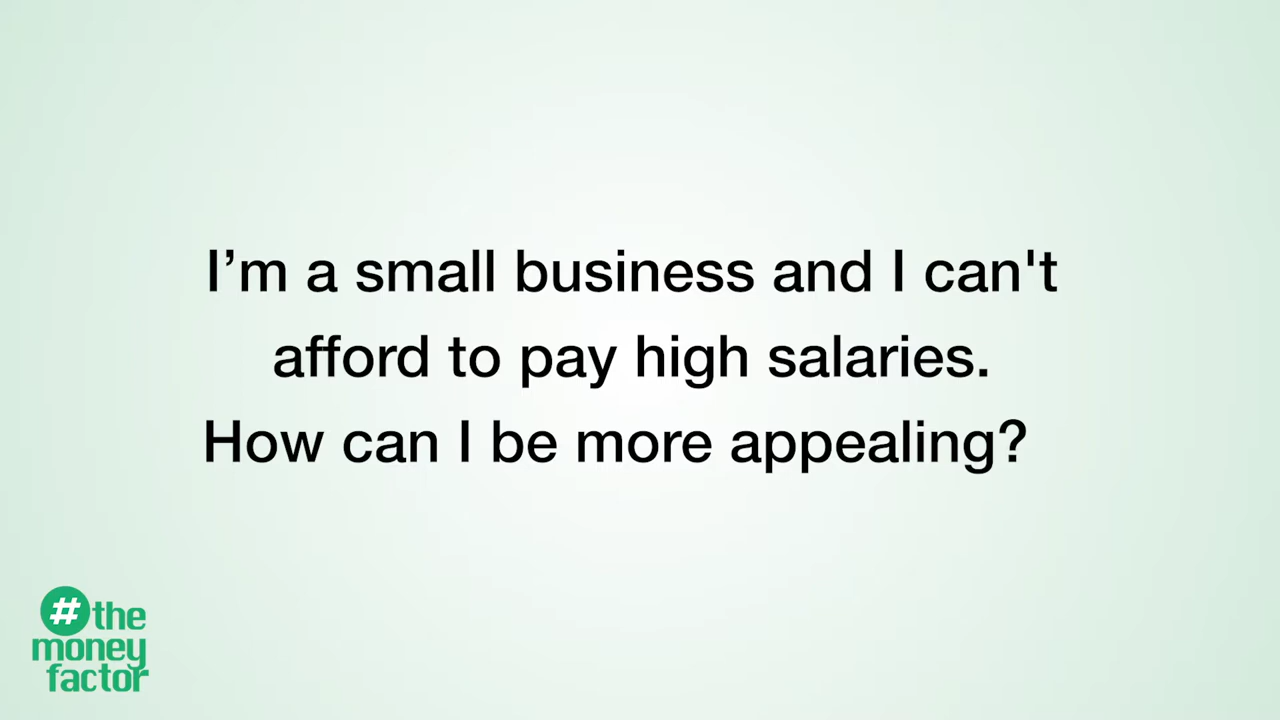 I’m a small business and I can't
afford to pay high salaries.
How can I be more appealing?
#the
money
factor